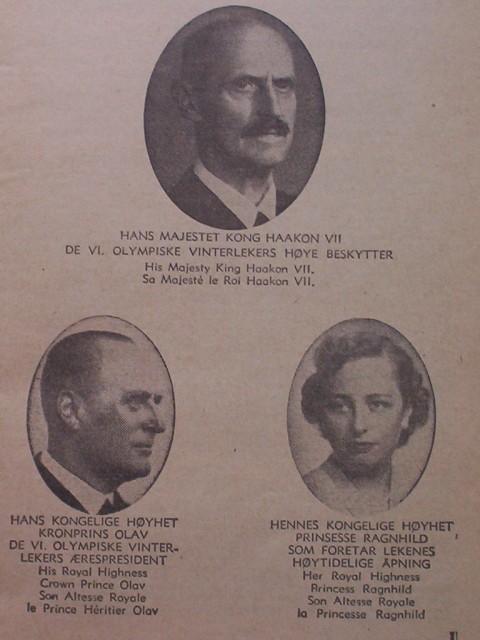 HANS MAJESTET KONG HAAKON VII
DE VI. OLYMPISKE VINTERLEKERS HØYE BESKYTTER
His Majesty King Haakon VII.
Sa Majesté le Roi Haakon VII.
HANS KONGELIGE HØYHET
KRONPRINS OLAV
DE VI. OLYMPISKE VINTER-
LEKERS ÆRESPRESIDENT
His Royal Highness
Crown Prince Olav
Son Altesse Royale
le Prince Héritier Olav
HENNES KONGELIGE HØYHET
PRINSESSE RAGNHILD
SOM FORETAR LEKENES
HØYTIDELIGE ÅPNING
Her Royal Highness
Princess Ragnhild
Son Altesse Royale
la Princesse Ragnhild